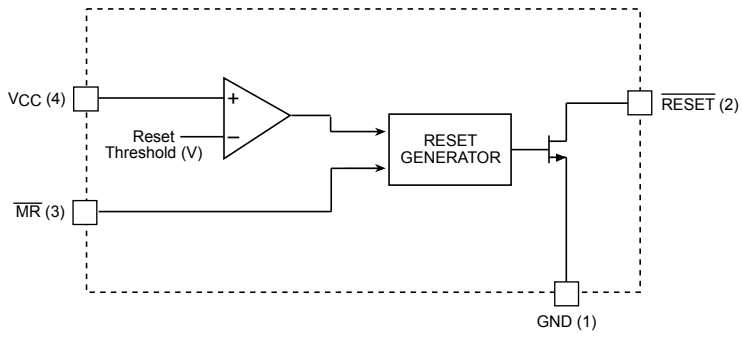 VCC (4)
+
Reset
Threshold (V)
−
RESET
GENERATOR
RESET (2)
MR (3)
GND (1)